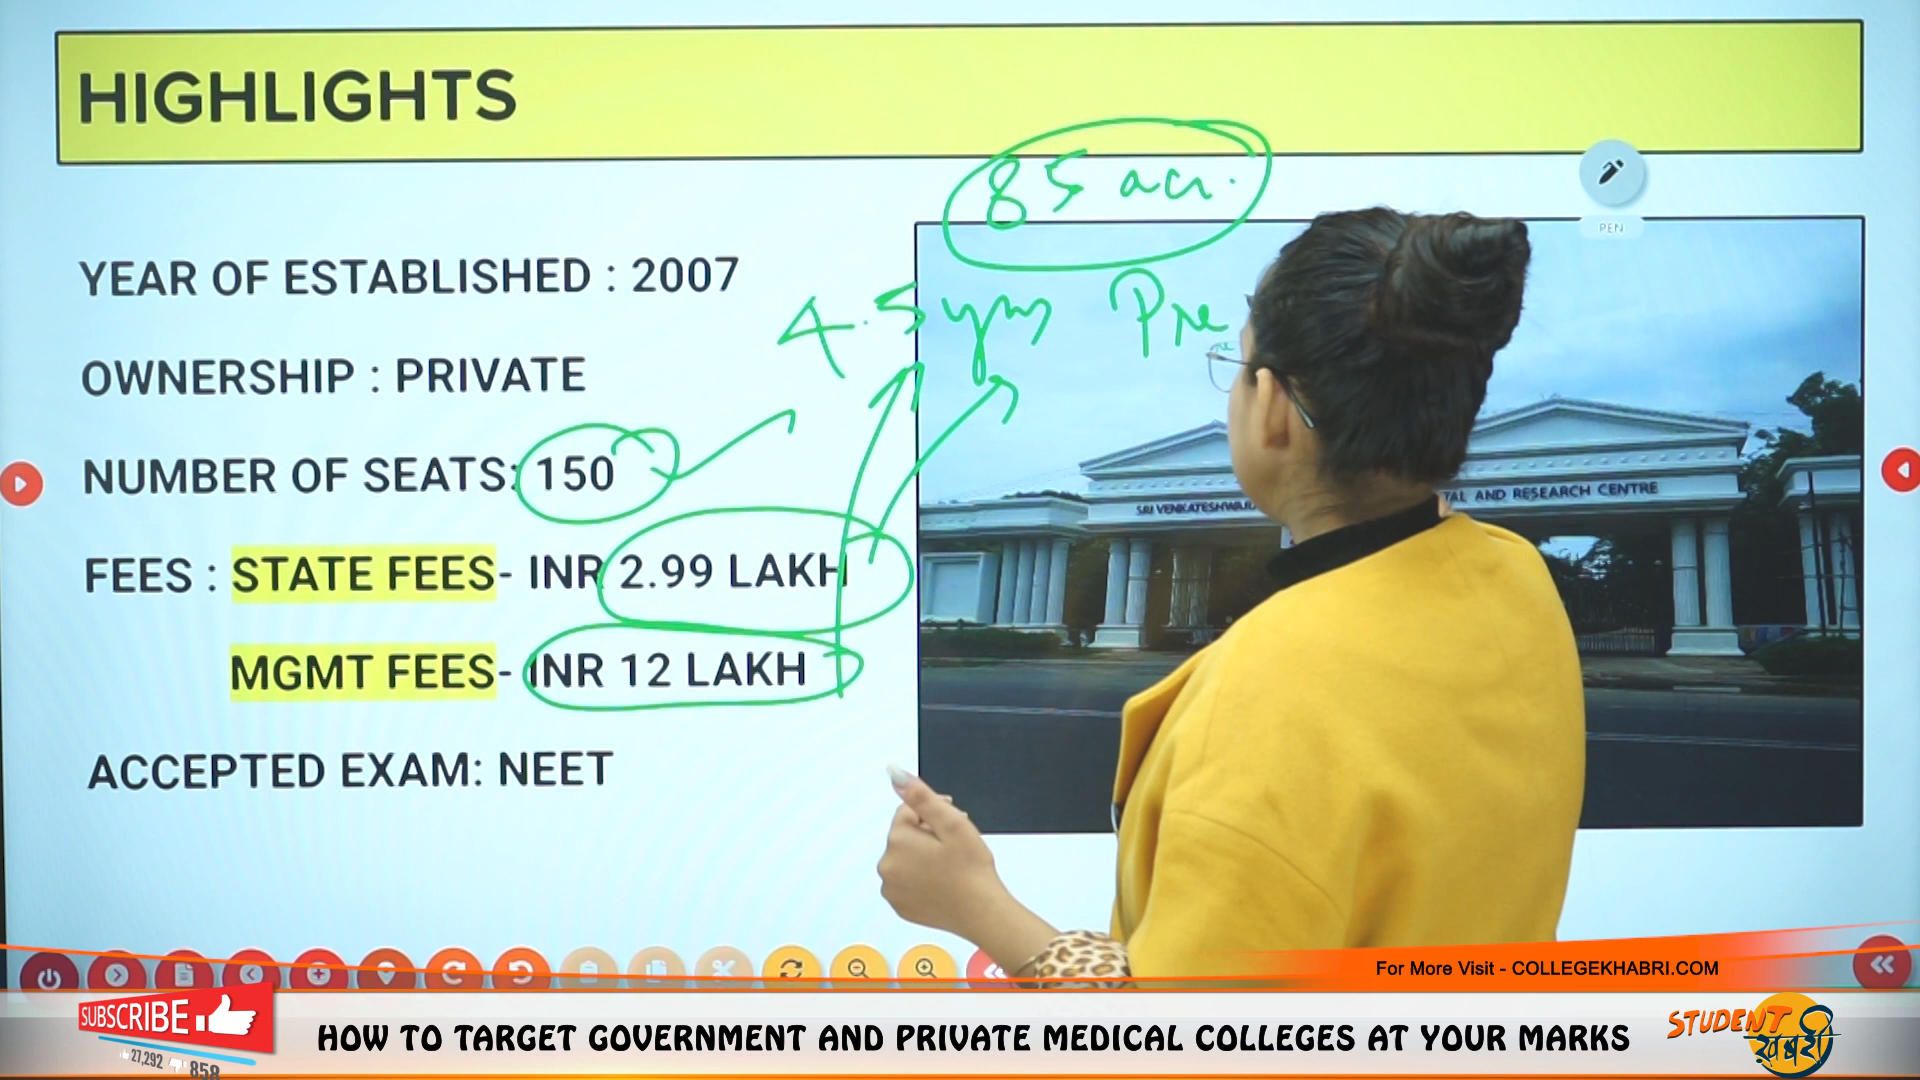 HIGHLIGHTS
85 acr.
PEN
YEAR OF ESTABLISHED : 2007
4.5 yrs Pre
OWNERSHIP : PRIVATE
NUMBER OF SEATS: 150
SRI VENKATESHWARA
AND RESEARCH CENTRE
FEES : STATE FEES- INR 2.99 LAKH
MGMT FEES- INR 12 LAKH
ACCEPTED EXAM: NEET
For More Visit - COLLEGEKHABRI.COM
SUBSCRIBE
27,292 858
HOW TO TARGET GOVERNMENT AND PRIVATE MEDICAL COLLEGES AT YOUR MARKS
STUDENT
ख़बरी